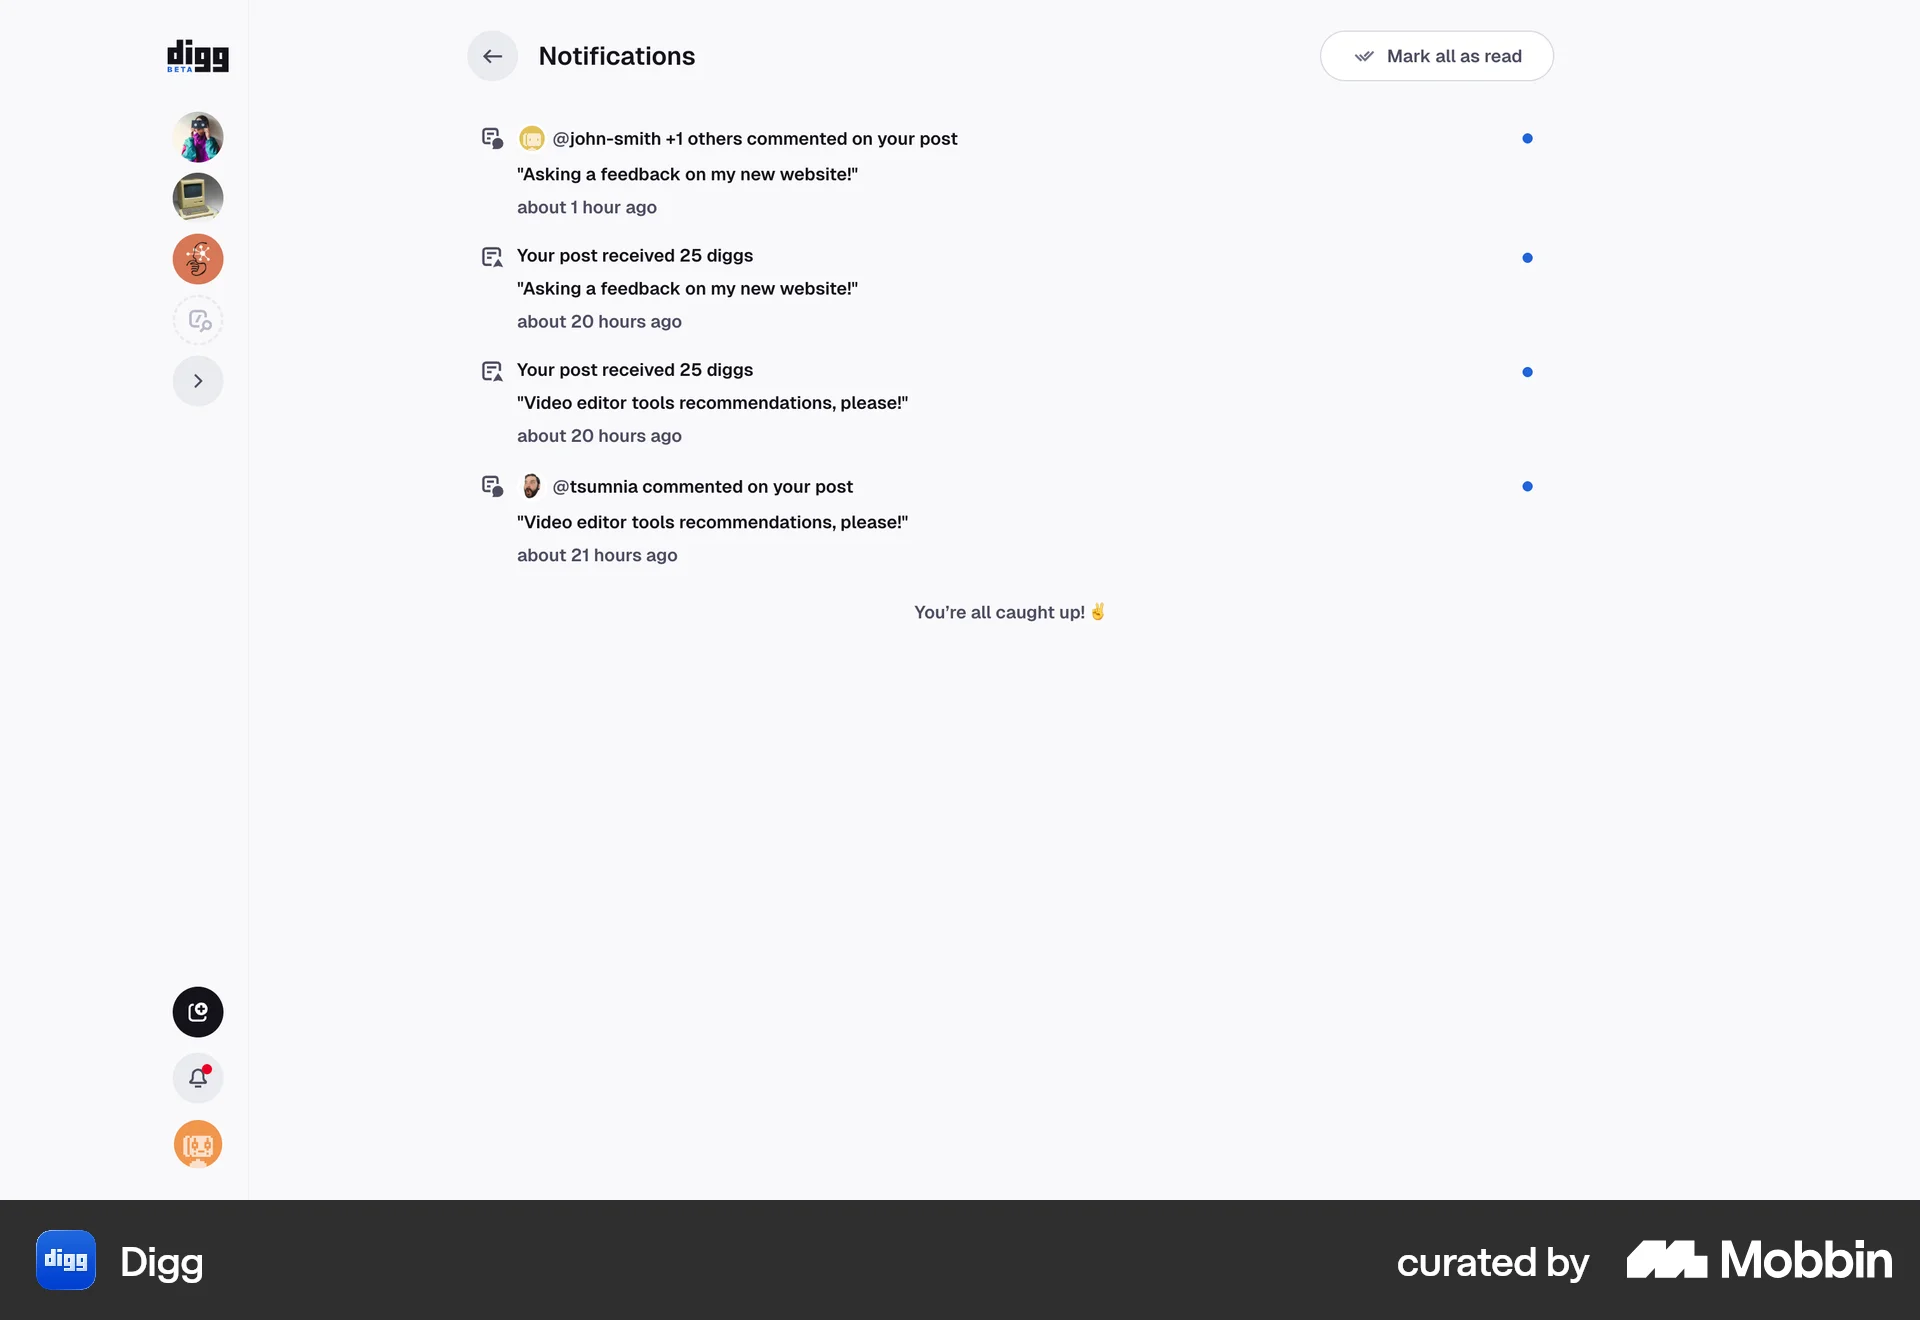 digg
BETA
Notifications
Mark all as read
@john-smith +1 others commented on your post
"Asking a feedback on my new website!"
about 1 hour ago
Your post received 25 diggs
"Asking a feedback on my new website!"
about 20 hours ago
Your post received 25 diggs
"Video editor tools recommendations, please!"
about 20 hours ago
@tsumnia commented on your post
"Video editor tools recommendations, please!"
about 21 hours ago
You’re all caught up! ✌️
digg
Digg
curated by
Mobbin